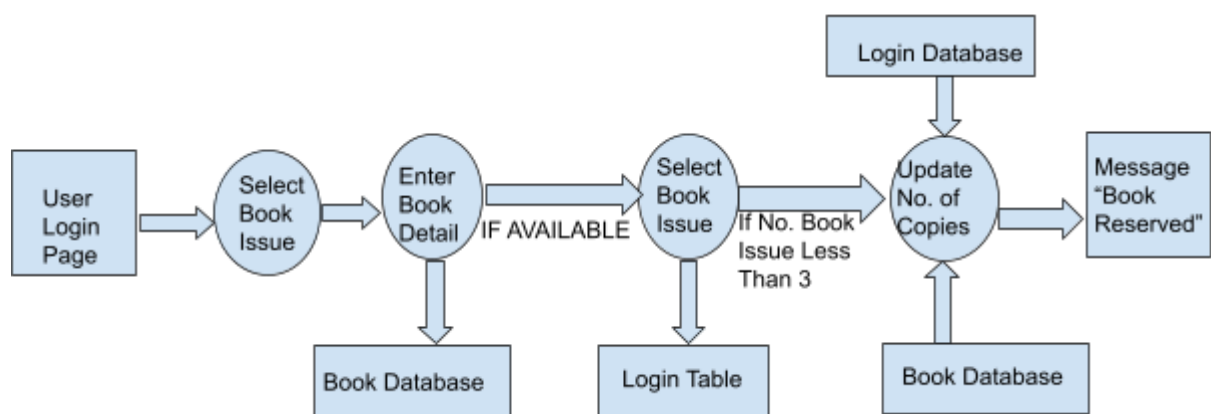 Login Database
User
Login
Page
Select
Book
Issue
Enter
Book
Detail
IF AVAILABLE
Select
Book
Issue
If No. Book
Issue Less
Than 3
Update
No. of
Copies
Message
“Book
Reserved”
Book Database
Login Table
Book Database